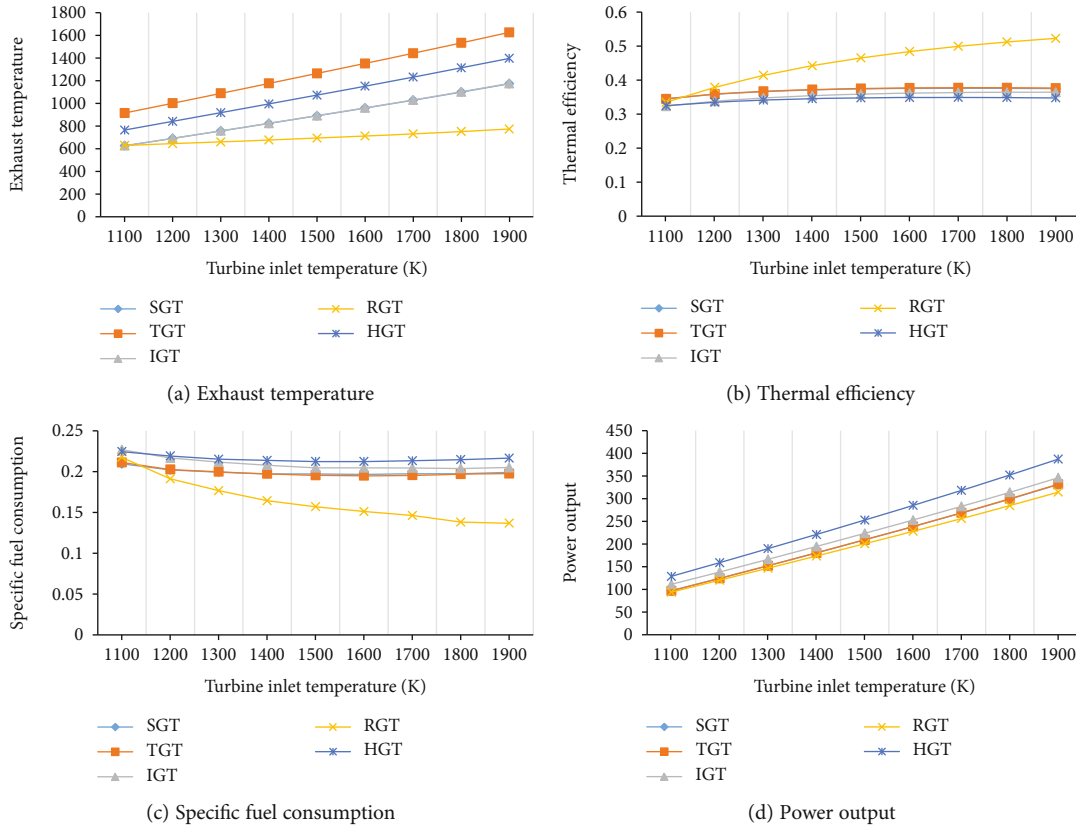 1800
1600
1400
1200
1000
800
600
400
200
0
Exhaust temperature
1100 1200 1300 1400 1500 1600 1700 1800 1900
Turbine inlet temperature (K)
SGT
TGT
IGT
RGT
HGT
(a) Exhaust temperature
0.6
0.5
0.4
0.3
0.2
0.1
0
Thermal efficiency
1100 1200 1300 1400 1500 1600 1700 1800 1900
Turbine inlet temperature (K)
SGT
TGT
IGT
RGT
HGT
(b) Thermal efficiency
0.25
0.2
0.15
0.1
0.05
0
Specific fuel consumption
1100 1200 1300 1400 1500 1600 1700 1800 1900
Turbine inlet temperature (K)
SGT
TGT
IGT
RGT
HGT
(c) Specific fuel consumption
450
400
350
300
250
200
150
100
50
0
Power output
1100 1200 1300 1400 1500 1600 1700 1800 1900
Turbine inlet temperature (K)
SGT
TGT
IGT
RGT
HGT
(d) Power output